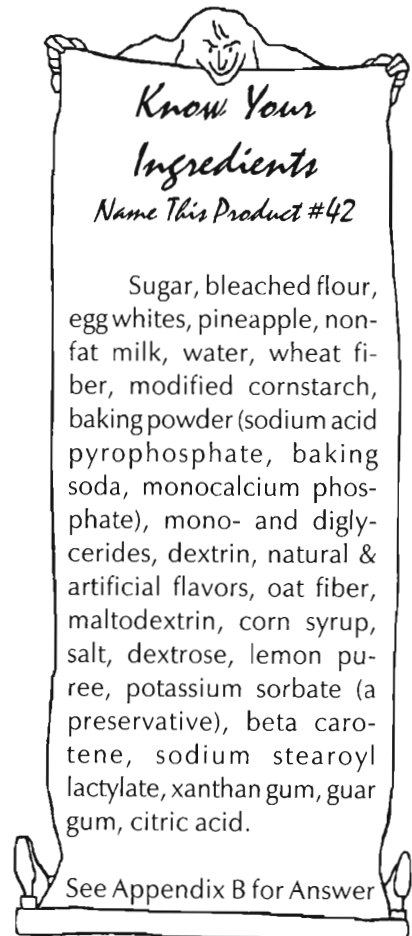 Know Your
Ingredients
Name This Product #42
Sugar, bleached flour,
egg whites, pineapple, non-
fat milk, water, wheat fi-
ber, modified cornstarch,
baking powder (sodium acid
pyrophosphate, baking
soda, monocalcium phos-
phate), mono- and digly-
cerides, dextrin, natural &
artificial flavors, oat fiber,
maltodextrin, corn syrup,
salt, dextrose, lemon pu-
ree, potassium sorbate (a
preservative), beta caro-
tene, sodium stearoyl
lactylate, xanthan gum, guar
gum, citric acid.
See Appendix B for Answer